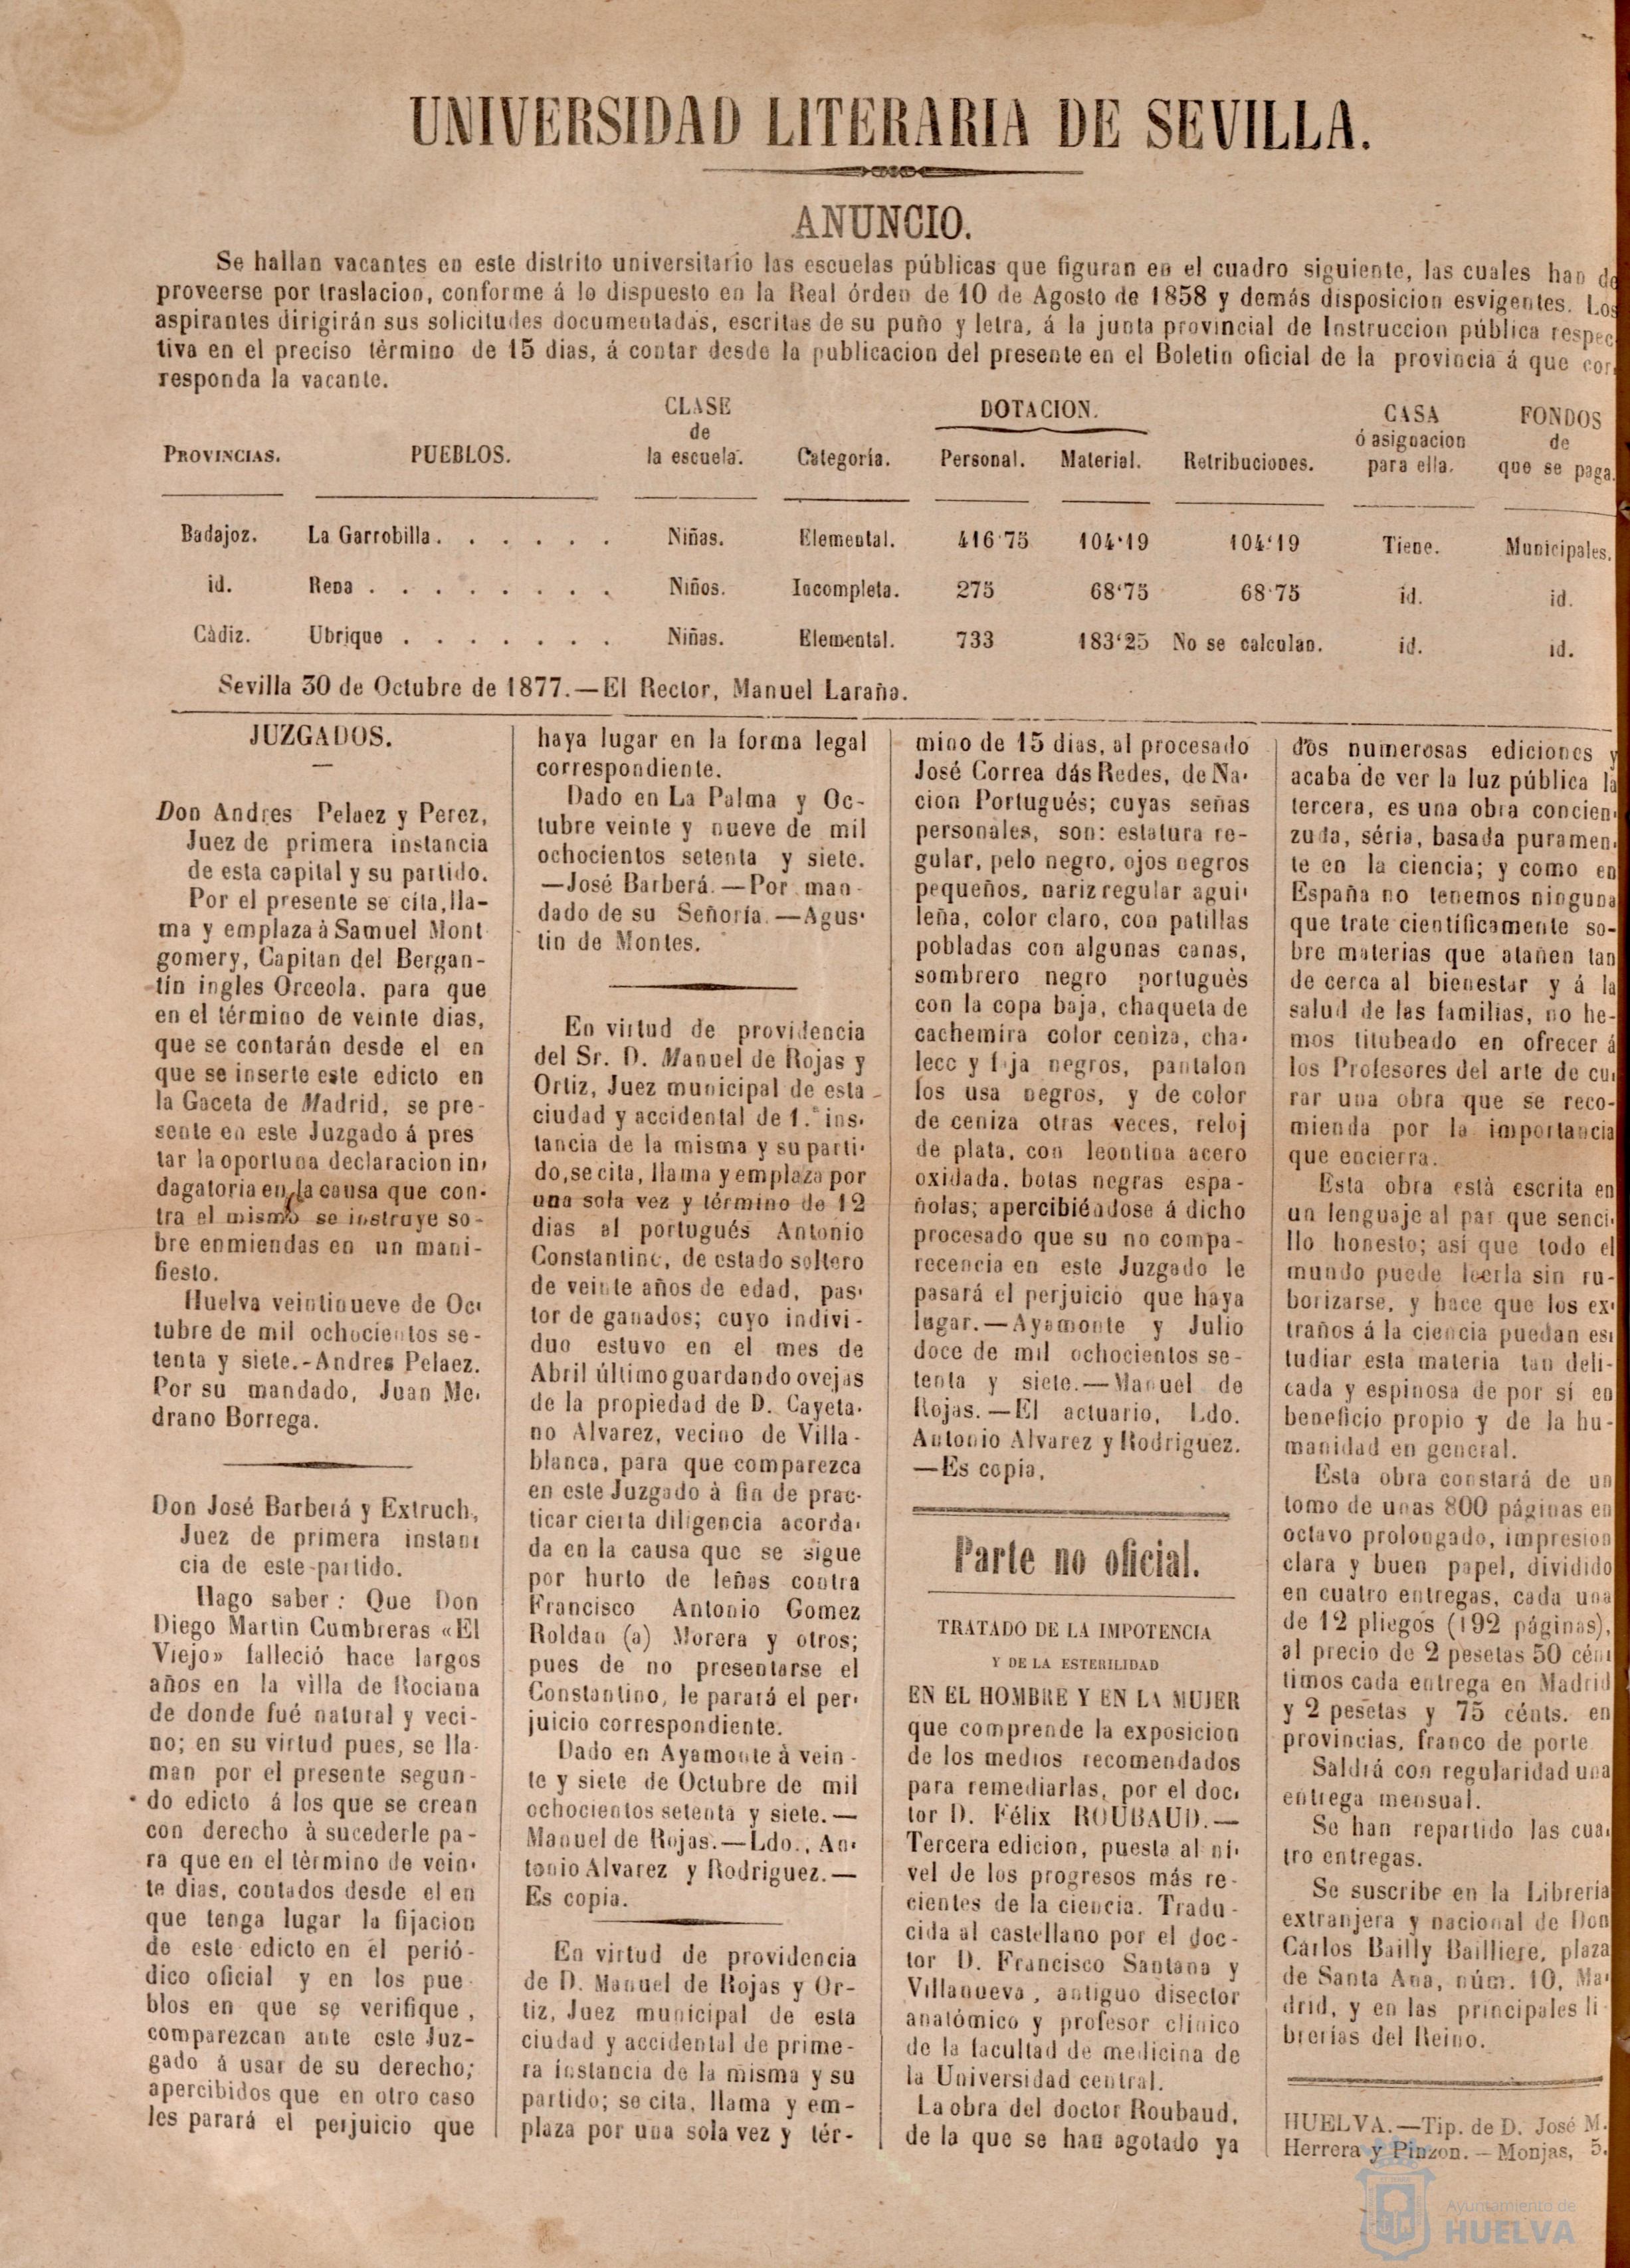 UNIVERSIDAD LITERARIA DE SEVILLA.
ANUNCIO.
Se hallan vacantes en este distrito universitario las escuelas públicas que figuran en el cuadro siguiente, las cuales han de
proveerse por traslacion, conforme á lo dispuesto en la Real órden de 10 de Agosto de 1858 y demás disposicion esvigentes. Los
aspirantes dirigirán sus solicitudes documentadas, escritas de su puño y letra, á la junta provincial de Instruccion pública respec
tiva en el preciso término de 15 dias, á contar desde la publicacion del presente en el Boletin oficial de la provincia á que cor
responda la vacante.
PROVINCIAS. PUEBLOS. CLASE de la escuela. Categoría. DOTACION. Personal. Material. Retribuciones. CASA ó asignacion para ella. FONDOS de que se paga.
Badajoz. La Garrobilla. . . . . . . Niñas. Elemental. 416·75 104‘19 104‘19 Tiene. Municipales.
id. Rena . . . . . . . . Niños. Incompleta. 275 68‘75 68·75 id. id.
Càdiz. Ubrique . . . . . . . Niñas. Elemental. 733 183‘25 No se calculan. id. id.
Sevilla 30 de Octubre de 1877.—El Rector, Manuel Laraña.
JUZGADOS.
Don Andres Pelaez y Perez,
Juez de primera instancia
de esta capital y su partido.
Por el presente se cita, lla-
ma y emplaza à Samuel Mont
gomery, Capitan del Bergan-
tín ingles Orceola, para que
en el término de veinte dias,
que se contarán desde el en
que se inserte este edicto en
la Gaceta de Madrid, se pre-
sente en este Juzgado á pres
tar la oportuna declaracion in-
dagatoria en la causa que con-
tra el mismo se instruye so-
bre enmiendas en un mani-
fiesto.
Huelva veintinueve de Oc-
tubre de mil ochocientos se-
tenta y siete.-Andres Pelaez.
Por su mandado, Juan Me-
drano Borrega.
Don José Barberá y Extruch,
Juez de primera instan-
cia de este partido.
Hago saber: Que Don
Diego Martin Cumbreras «El
Viejo» falleció hace largos
años en la villa de Rociana
de donde fué natural y veci-
no; en su virtud pues, se lla-
man por el presente segun-
do edicto á los que se crean
con derecho à sucederle pa-
ra que en el tèrmino de vein-
te dias, contados desde el en
que tenga lugar la fijacion
de este edicto en el perió-
dico oficial y en los pue
blos en que se verifique,
comparezcan ante este Juz-
gado á usar de su derecho;
apercibidos que en otro caso
les parará el perjuicio que
haya lugar en la forma legal
correspondiente.
Dado en La Palma y Oc-
tubre veinte y nueve de mil
ochocientos setenta y siete.
—José Barberá.—Por man-
dado de su Señoría.—Agus-
tin de Montes.
En virtud de providencia
del Sr. D. Manuel de Rojas y
Ortiz, Juez municipal de esta
ciudad y accidental de 1.ª ins-
tancia de la misma y su parti-
do, se cita, llama y emplaza por
una sola vez y término de 12
dias al portugués Antonio
Constantino, de estado soltero
de veinte años de edad, pas-
tor de ganados; cuyo indivi-
duo estuvo en el mes de
Abril último guardando ovejas
de la propiedad de D. Cayeta-
no Alvarez, vecino de Villa-
blanca, para que comparezca
en este Juzgado à fin de prac-
ticar cierta diligencia acorda-
da en la causa que se sigue
por hurto de leñas contra
Francisco Antonio Gomez
Roldan (a) Morera y otros;
pues de no presentarse el
Constantino, le parará el per-
juicio correspondiente.
Dado en Ayamonte à vein-
te y siete de Octubre de mil
ochocientos setenta y siete.—
Manuel de Rojas.—Ldo., An-
tonio Alvarez y Rodriguez.—
Es copia.
En virtud de providencia
de D. Manuel de Rojas y Or-
tiz, Juez municipal de esta
ciudad y accidental de prime-
ra instancia de la misma y su
partido; se cita, llama y em-
plaza por una sola vez y tér-
mino de 15 dias, al procesado
José Correa dás Redes, de Na-
cion Portugués; cuyas señas
personales, son: estatura re-
gular, pelo negro, ojos negros
pequeños, nariz regular agui-
leña, color claro, con patillas
pobladas con algunas canas,
sombrero negro portugués
con la copa baja, chaqueta de
cachemira color ceniza, cha-
leco y faja negros, pantalon
los usa negros, y de color
de ceniza otras veces, reloj
de plata, con leontina acero
oxidada, botas negras espa-
ñolas; apercibiéndose á dicho
procesado que su no compa-
recencia en este Juzgado le
pasará el perjuicio que haya
lugar.—Ayamonte y Julio
doce de mil ochocientos se-
tenta y siete.—Manuel de
Rojas.—El actuario, Ldo.
Antonio Alvarez y Rodriguez.
—Es copia,
Parte no oficial.
TRATADO DE LA IMPOTENCIA
Y DE LA ESTERILIDAD
EN EL HOMBRE Y EN LA MUJER
que comprende la exposicion
de los medios recomendados
para remediarlas, por el doc-
tor D. Félix ROUBAUD.—
Tercera edicion, puesta al ni-
vel de los progresos más re-
cientes de la ciencia. Tradu-
cida al castellano por el doc-
tor D. Francisco Santana y
Villanueva, antiguo disector
anatómico y profesor clínico
de la facultad de medicina de
la Universidad central.
La obra del doctor Roubaud,
de la que se han agotado ya
dos numerosas ediciones y
acaba de ver la luz pública la
tercera, es una obra concien-
zuda, séria, basada puramen-
te en la ciencia; y como en
España no tenemos ninguna
que trate científicamente so-
bre materias que atañen tan
de cerca al bienestar y á la
salud de las familias, no he-
mos titubeado en ofrecer á
los Profesores del arte de cu-
rar una obra que se reco-
mienda por la importancia
que encierra.
Esta obra està escrita en
un lenguaje al par que senci-
llo honesto; así que todo el
mundo puede leerla sin ru-
borizarse, y hace que los ex-
traños á la ciencia puedan es-
tudiar esta materia tan deli-
cada y espinosa de por sí en
beneficio propio y de la hu-
manidad en general.
Esta obra constará de un
tomo de unas 800 páginas en
octavo prolongado, impresion
clara y buen papel, dividido
en cuatro entregas, cada una
de 12 pliegos (192 páginas),
al precio de 2 pesetas 50 cén-
timos cada entrega en Madrid
y 2 pesetas y 75 cénts. en
provincias, franco de porte
Saldrá con regularidad una
entrega mensual.
Se han repartido las cua-
tro entregas.
Se suscribe en la Librería
extranjera y nacional de Don
Cárlos Bailly Bailliere, plaza
de Santa Ana, núm. 10, Ma-
drid, y en las principales li-
brerías del Reino.
HUELVA.—Tip. de D. José M.
Herrera y Pinzon.—Monjas, 5.
Ayuntamiento de
HUELVA